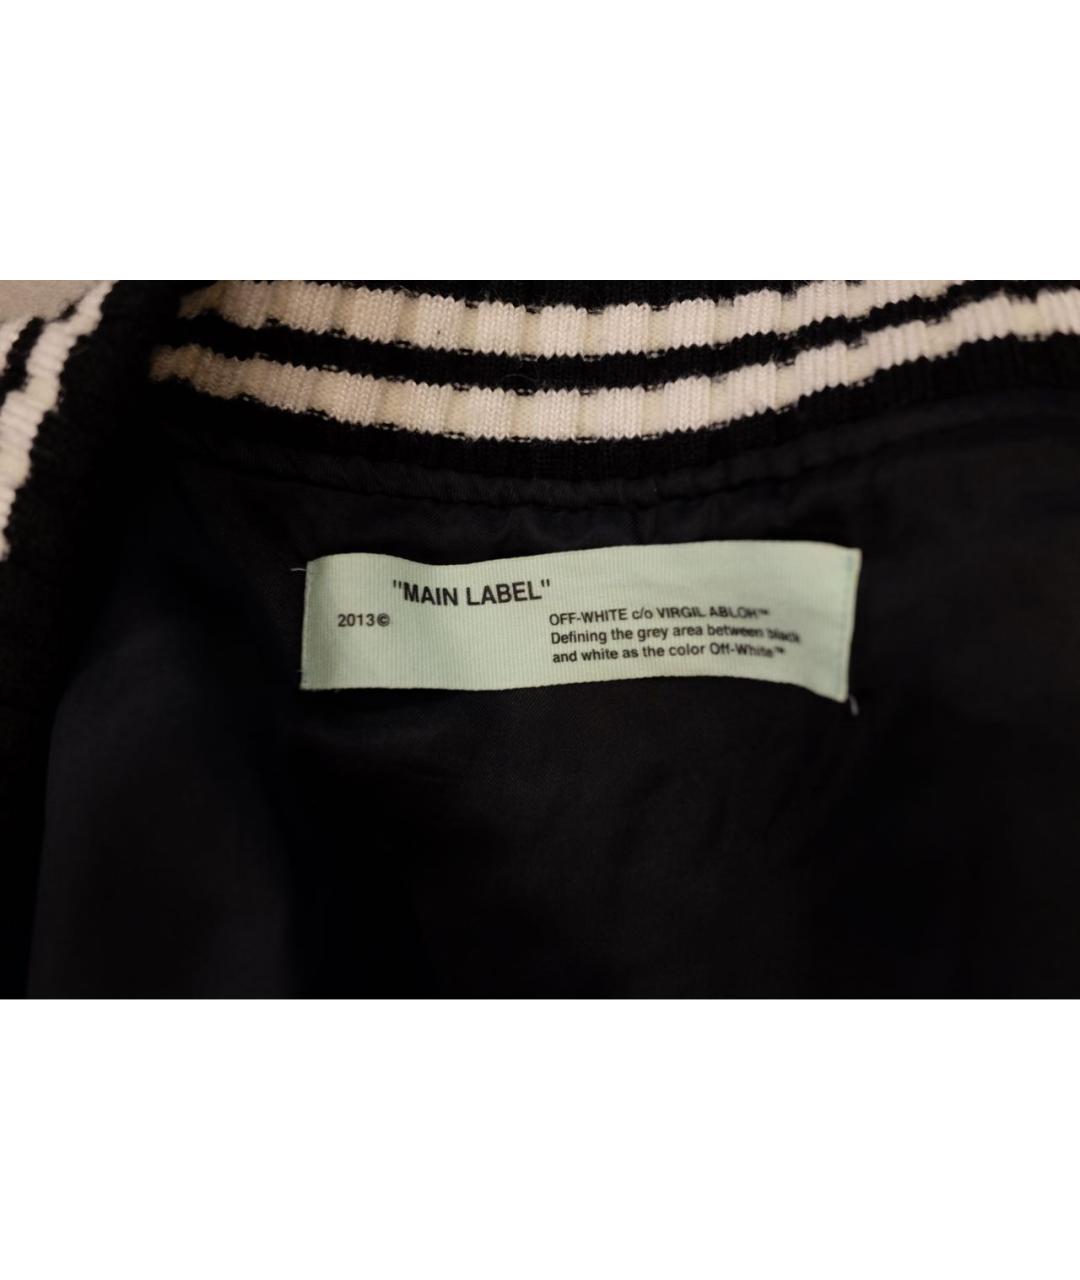 "MAIN LABEL"
2013©
OFF-WHITE c/o VIRGIL ABLOH™
Defining the grey area between black
and white as the color Off-White™